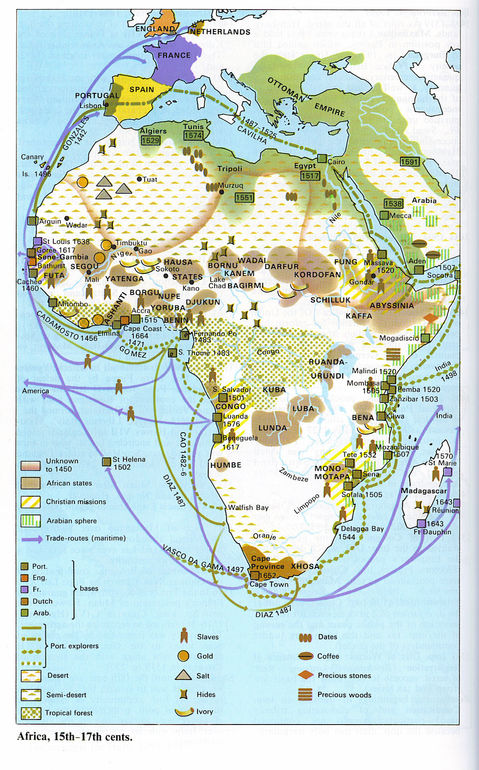 ENGLAND
NETHERLANDS
FRANCE
PORTUGAL
SPAIN
Lisbon
OTTOMAN
EMPIRE
GONZALES
1442
1487-1525
CAVILHA
Algiers
1529
Tunis
1574
Tripoli
1551
Egypt
1517
Cairo
1591
Arabia
1538
Mecca
Canary
Is. 1496
Tuat
Murzuq
Nile
Arguin
Wadan
St Louis 1638
Gorée 1617
Sene-Gambia
Bathurst
FUTA
Cacheo
1460
SEGOU
Mali
Timbuktu
Gao
Niger
YATENGA
HAUSA
Sokoto
STATES
Kano
BORGU
NUPE
YORUBA
BENIN
DJUKUN
BORNU
KANEM
Lake
Chad
BAGIRMI
WADAI
DARFUR
KORDOFAN
FUNG
Massava
1520
Gondar
Aden
1507
Socotra
SCHILLUK
ABYSSINIA
KAFFA
Mogadiscio
Mitombo
ASHANTI
Accra
1515
Elmina
Cape Coast
1664
1471
GOMEZ
CADAMOSTO 1456
Fernando Po
1483
S. Thomé 1483
Congo
RUANDA-
URUNDI
KUBA
LUBA
LUNDA
S. Salvador
1501
CONGO
Luanda
1576
Benguela
1617
HUMBE
Malindi 1520
Mombasa
1505
Pemba 1520
Zanzibar 1503
Kilwa
India
1498
India
America
BENA
Mozambique
1507
Tete 1552
Sena
MONO-
MOTAPA
Sofala 1505
Zambeze
Limpopo
Delagoa Bay
1544
Madagascar
1570
St Marie
1643
Réunion
1643
Ft Dauphin
St Helena
1502
CAO 1482-6
DIAZ 1487
Walfish Bay
Oranje
VASCO DA GAMA 1497
Cape
Province
1652
XHOSA
Cape Town
DIAZ 1487
Unknown
to 1450
African states
Christian missions
Arabian sphere
Trade-routes (maritime)
Port.
Eng.
Fr.
Dutch
Arab.
bases
Port. explorers
Desert
Semi-desert
Tropical forest
Slaves
Gold
Salt
Hides
Ivory
Dates
Coffee
Precious stones
Precious woods
Africa, 15th-17th cents.